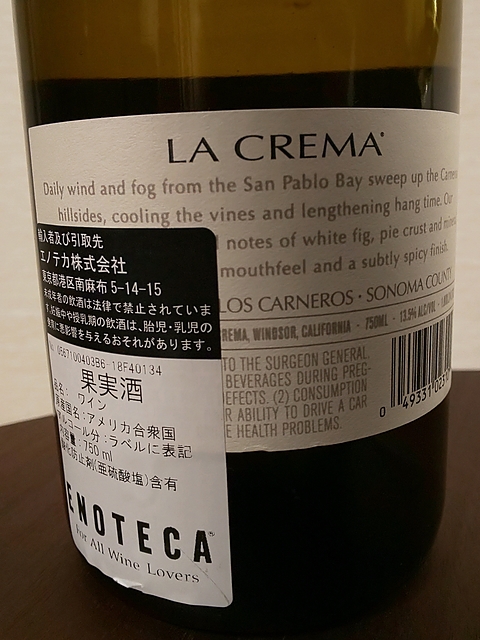 LA CREMA®
Daily wind and fog from the San Pablo Bay sweep up the
hillsides, cooling the vines and lengthening hang time. Our
notes of white fig, pie crust and
mouthfeel and a subtly spicy finish.
LOS CARNEROS • SONOMA COUNTY
WINDSOR, CALIFORNIA • 750ML • 13.5% ALC/VOL
TO THE SURGEON GENERAL,
BEVERAGES DURING PREG-
(2) CONSUMPTION
ABILITY TO DRIVE A CAR
HEALTH PROBLEMS.
0 49331
輸入者及び引取先
エノテカ株式会社
東京都港区南麻布 5-14-15
未成年者の飲酒は法律で禁止されていま
す。妊娠中や授乳期の飲酒は、胎児・乳児の
発育に悪影響を与えるおそれがあります。
0567100403B6-18F40134
果実酒
品名: ワイン
原産国名:アメリカ合衆国
アルコール分:ラベルに表記
内容量:750 ml
酸化防止剤(亜硫酸塩)含有
ENOTECA®
For All Wine Lovers